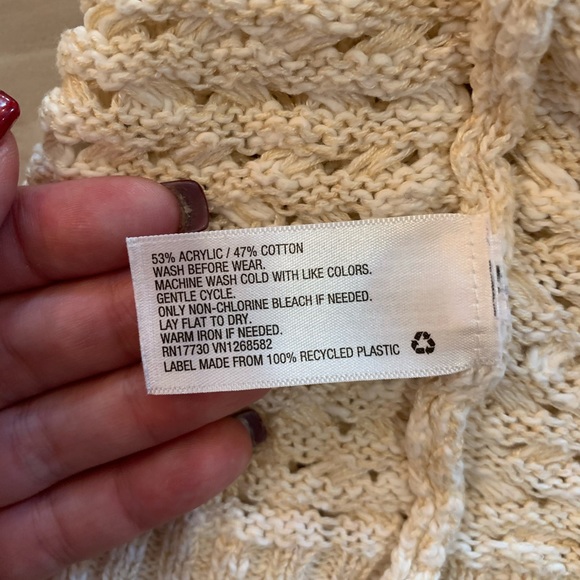 53% ACRYLIC / 47% COTTON
WASH BEFORE WEAR.
MACHINE WASH COLD WITH LIKE COLORS.
GENTLE CYCLE.
ONLY NON-CHLORINE BLEACH IF NEEDED.
LAY FLAT TO DRY.
WARM IRON IF NEEDED.
RN17730 VN1268582
LABEL MADE FROM 100% RECYCLED PLASTIC